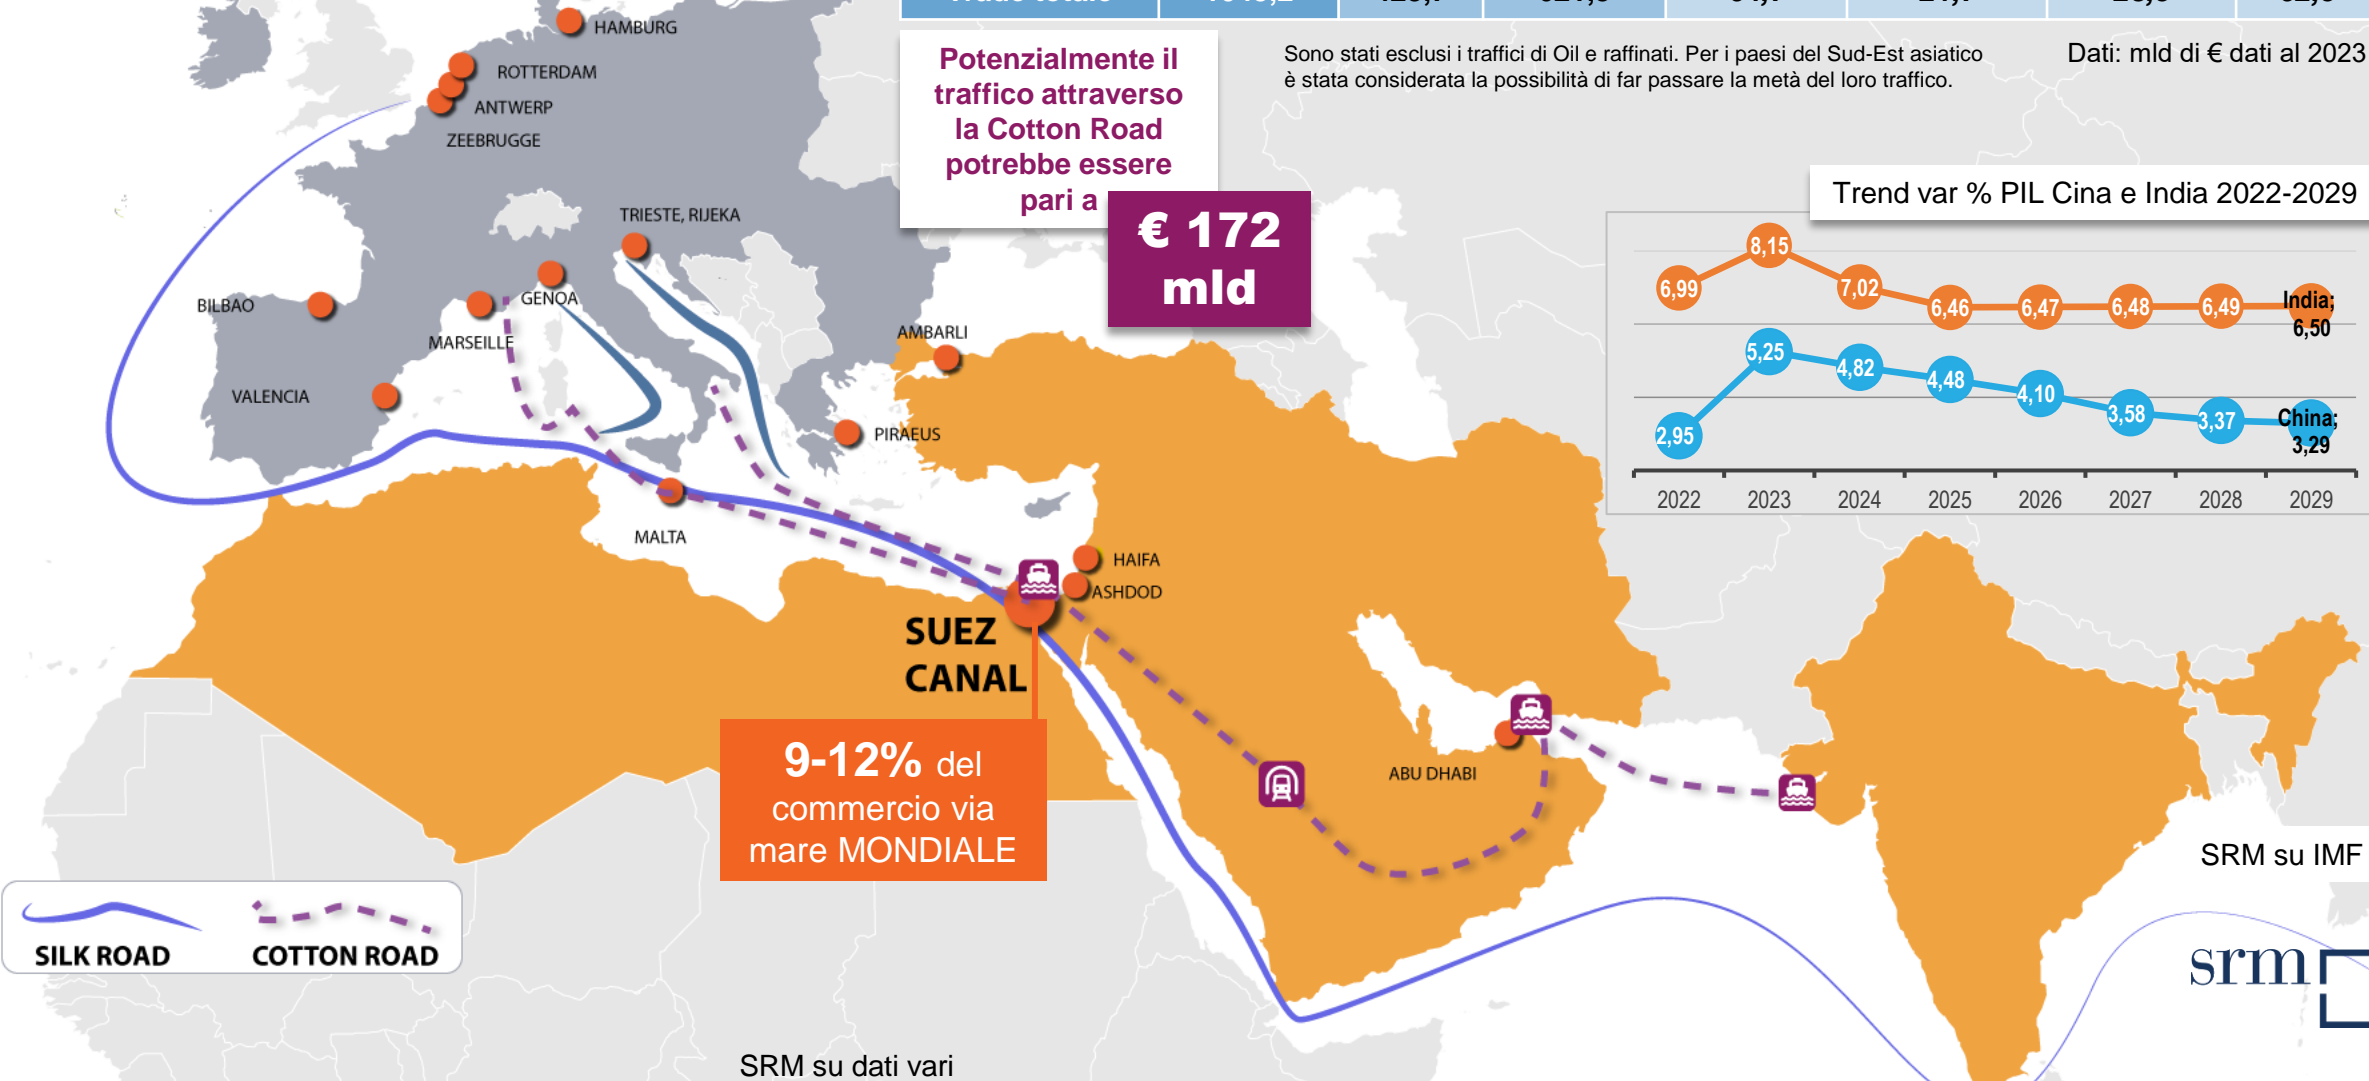 HAMBURG
ROTTERDAM
ANTWERP
ZEEBRUGGE
Potenzialmente il
traffico attraverso
la Cotton Road
potrebbe essere
pari a
€ 172
mld
Sono stati esclusi i traffici di Oil e raffinati. Per i paesi del Sud-Est asiatico
è stata considerata la possibilità di far passare la metà del loro traffico.
Dati: mld di € dati al 2023
Trend var % PIL Cina e India 2022-2029
6,99
8,15
7,02
6,46
6,47
6,48
6,49
India;
6,50
2,95
5,25
4,82
4,48
4,10
3,58
3,37
China;
3,29
2022
2023
2024
2025
2026
2027
2028
2029
TRIESTE, RIJEKA
BILBAO
GENOA
MARSEILLE
VALENCIA
AMBARLI
PIRAEUS
MALTA
HAIFA
ASHDOD
SUEZ
CANAL
ABU DHABI
9-12% del
commercio via
mare MONDIALE
SILK ROAD
COTTON ROAD
SRM su IMF
srm
SRM su dati vari